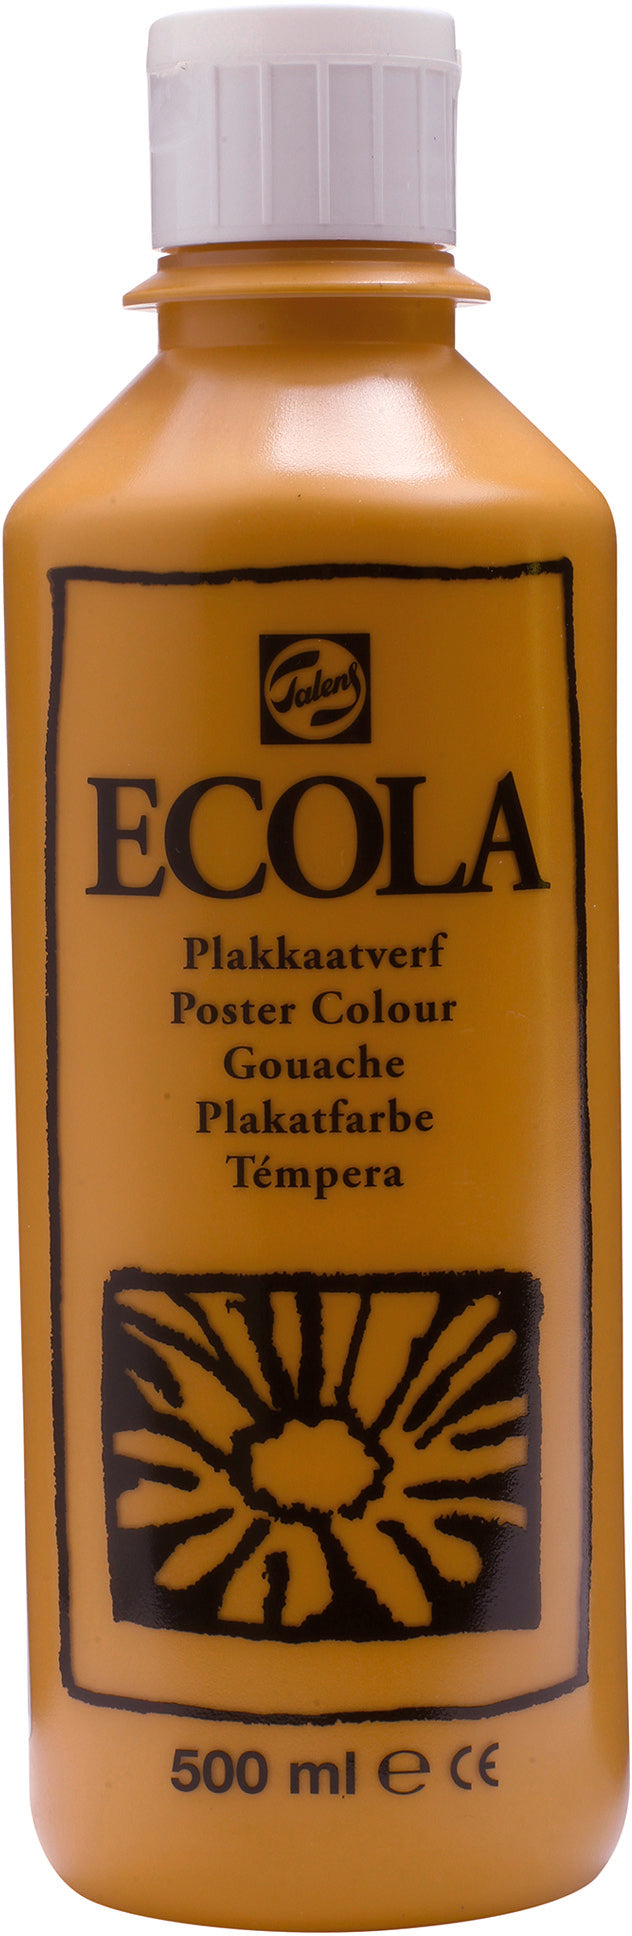 Talens
ECOLA
Plakkaatverf
Poster Colour
Gouache
Plakatfarbe
Témpera
500 ml ℮ CE